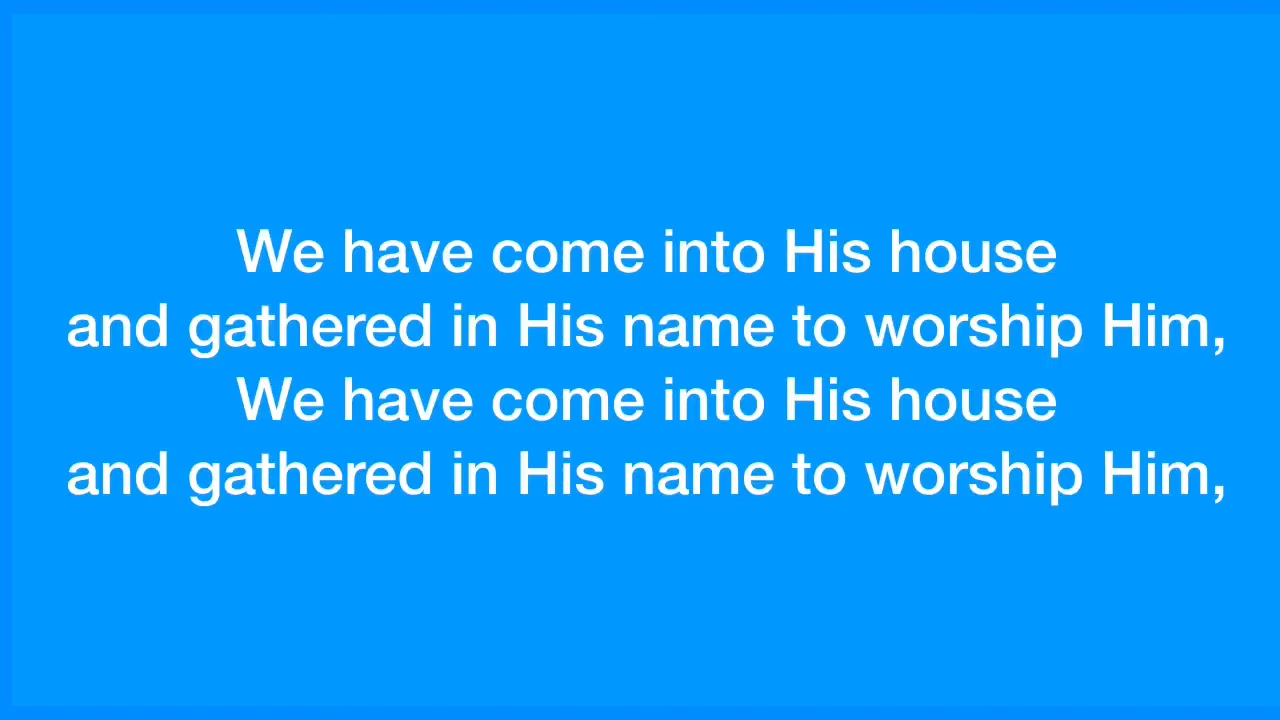 We have come into His house
and gathered in His name to worship Him,
We have come into His house
and gathered in His name to worship Him,